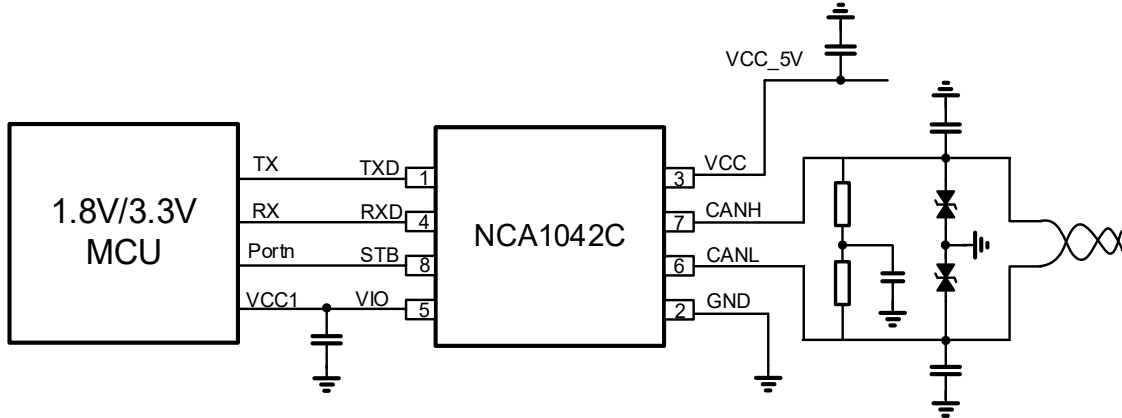 VCC_5V
1.8V/3.3V
MCU
TX
TXD
1
RX
RXD
4
Portn
STB
8
VCC1
VIO
5
NCA1042C
3
VCC
7
CANH
6
CANL
2
GND